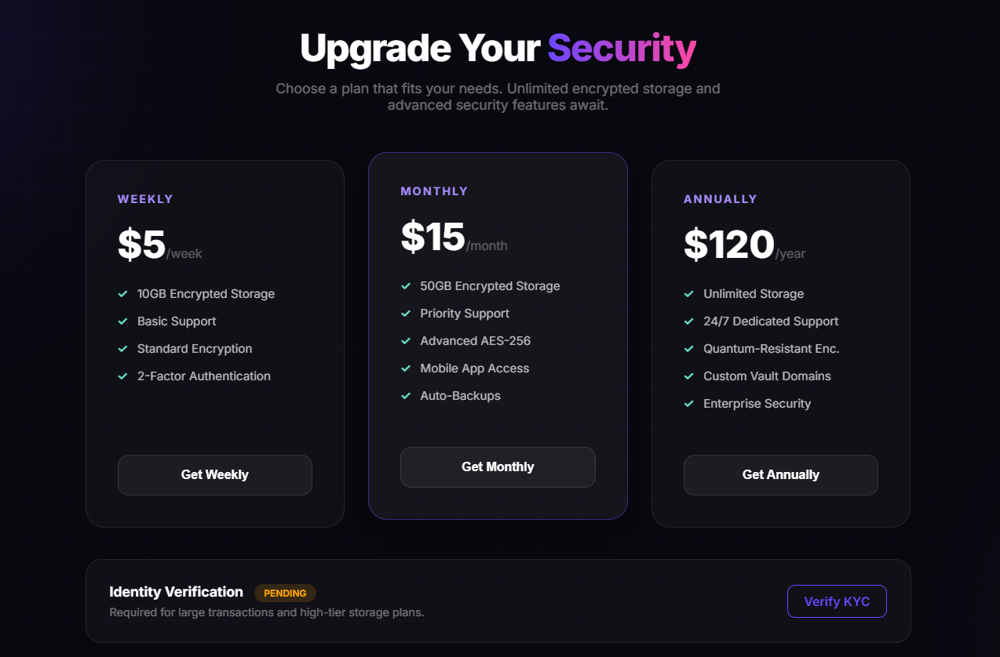 Upgrade Your Security
Choose a plan that fits your needs. Unlimited encrypted storage and
advanced security features await.
WEEKLY
$5/week
10GB Encrypted Storage
Basic Support
Standard Encryption
2-Factor Authentication
Get Weekly
MONTHLY
$15/month
50GB Encrypted Storage
Priority Support
Advanced AES-256
Mobile App Access
Auto-Backups
Get Monthly
ANNUALLY
$120/year
Unlimited Storage
24/7 Dedicated Support
Quantum-Resistant Enc.
Custom Vault Domains
Enterprise Security
Get Annually
Identity Verification PENDING
Required for large transactions and high-tier storage plans.
Verify KYC